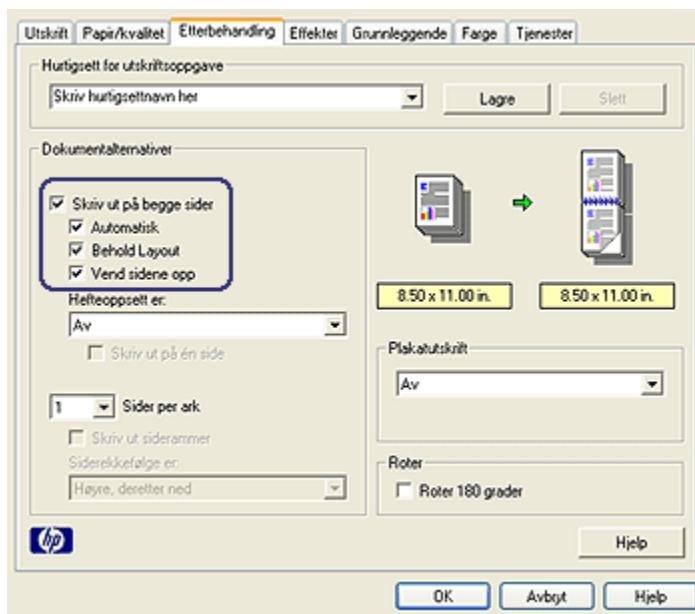 Utskrift Papir/kvalitet Etterbehandling Effekter Grunnleggende Farge Tjenester
Hurtigsett for utskriftsoppgave
Skriv hurtigsettnavn her Lagre Slett
Dokumentalternativer
Skriv ut på begge sider
Automatisk
Behold Layout
Vend sidene opp
Hefteoppsett er:
Av
Skriv ut på én side
1 Sider per ark
Skriv ut siderammer
Siderekkefølge er:
Høyre, deretter ned
8.50 x 11.00 in. 8.50 x 11.00 in.
Plakatutskrift
Av
Roter
Roter 180 grader
hp Hjelp
OK Avbryt Hjelp